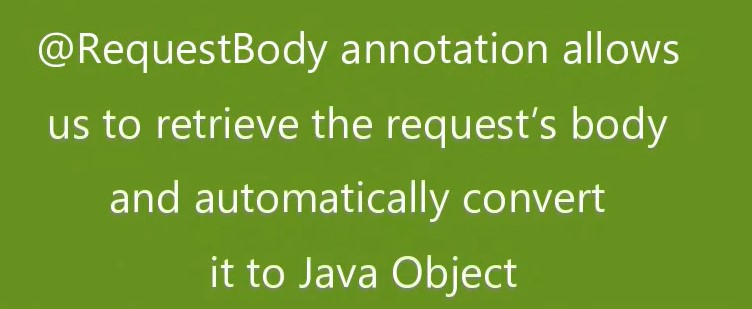 @RequestBody annotation allows
us to retrieve the request’s body
and automatically convert
it to Java Object